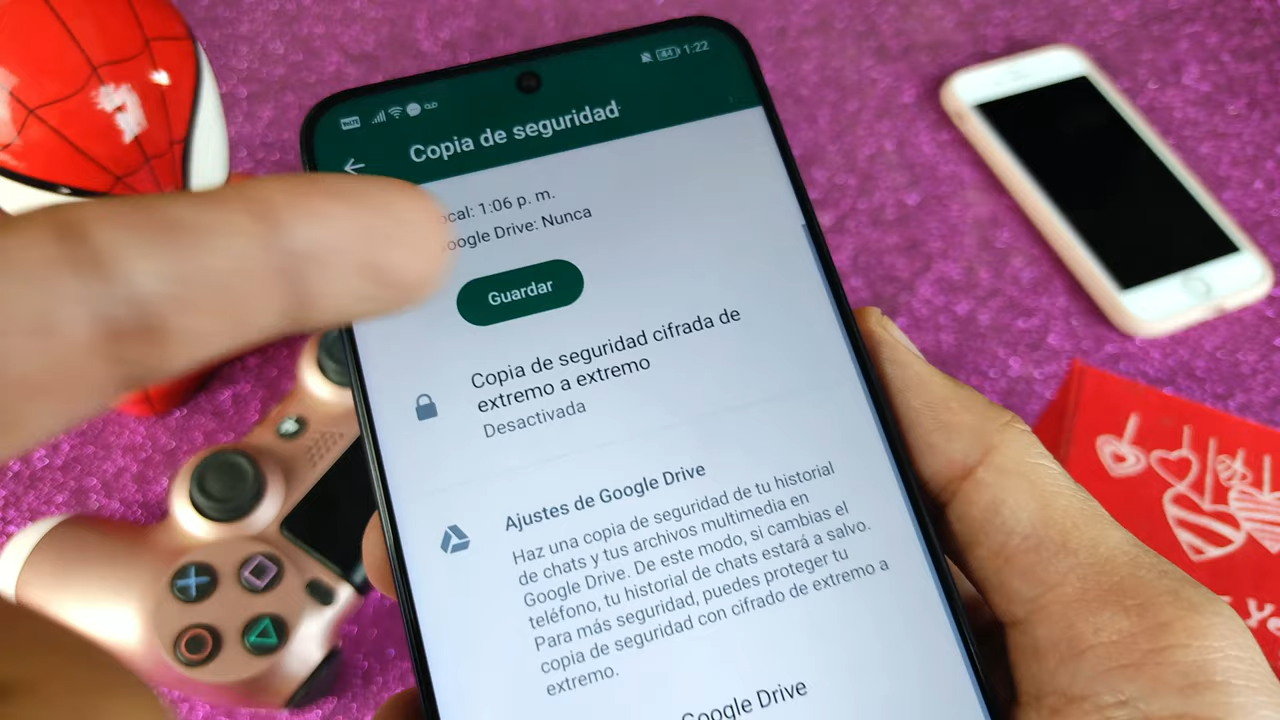 VoLTE 84 1:22
Copia de seguridad
ocal: 1:06 p. m.
oogle Drive: Nunca
Guardar
Copia de seguridad cifrada de
extremo a extremo
Desactivada
Ajustes de Google Drive
Haz una copia de seguridad de tu historial
de chats y tus archivos multimedia en
Google Drive. De este modo, si cambias el
teléfono, tu historial de chats estará a salvo.
Para más seguridad, puedes proteger tu
copia de seguridad con cifrado de extremo a
extremo.
Google Drive